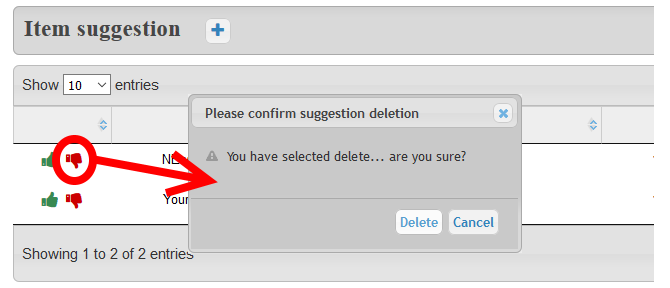 Item suggestion
Show 10 entries
Please confirm suggestion deletion
You have selected delete... are you sure?
Your
Delete Cancel
Showing 1 to 2 of 2 entries